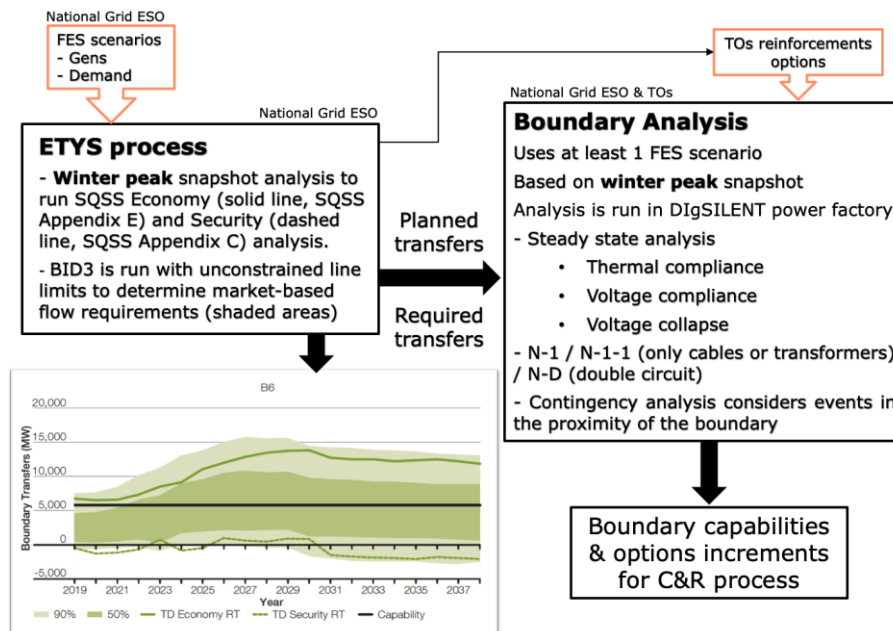 National Grid ESO
FES scenarios
- Gens
- Demand
TOs reinforcements
options
National Grid ESO
ETYS process
- Winter peak snapshot analysis to
run SQSS Economy (solid line, SQSS
Appendix E) and Security (dashed
line, SQSS Appendix C) analysis.
- BID3 is run with unconstrained line
limits to determine market-based
flow requirements (shaded areas)
Planned
transfers
Required
transfers
National Grid ESO & TOs
Boundary Analysis
Uses at least 1 FES scenario
Based on winter peak snapshot
Analysis is run in DIgSILENT power factory
- Steady state analysis
• Thermal compliance
• Voltage compliance
• Voltage collapse
- N-1 / N-1-1 (only cables or transformers)
/ N-D (double circuit)
- Contingency analysis considers events in
the proximity of the boundary
B6
Boundary Transfers (MW)
20,000
15,000
10,000
5,000
0
-5,000
2019 2021 2023 2025 2027 2029 2031 2033 2035 2037
Year
90% 50% TD Economy RT TD Security RT Capability
Boundary capabilities
& options increments
for C&R process